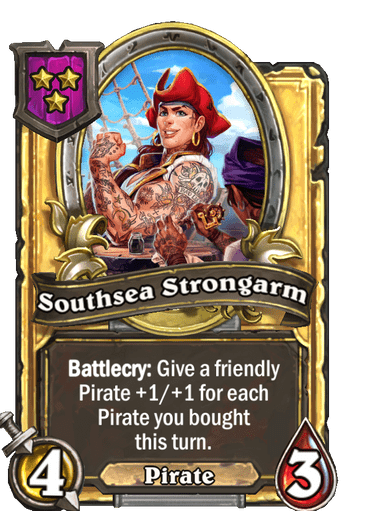 Southsea Strongarm
Battlecry: Give a friendly
Pirate +1/+1 for each
Pirate you bought
this turn.
4
Pirate
3